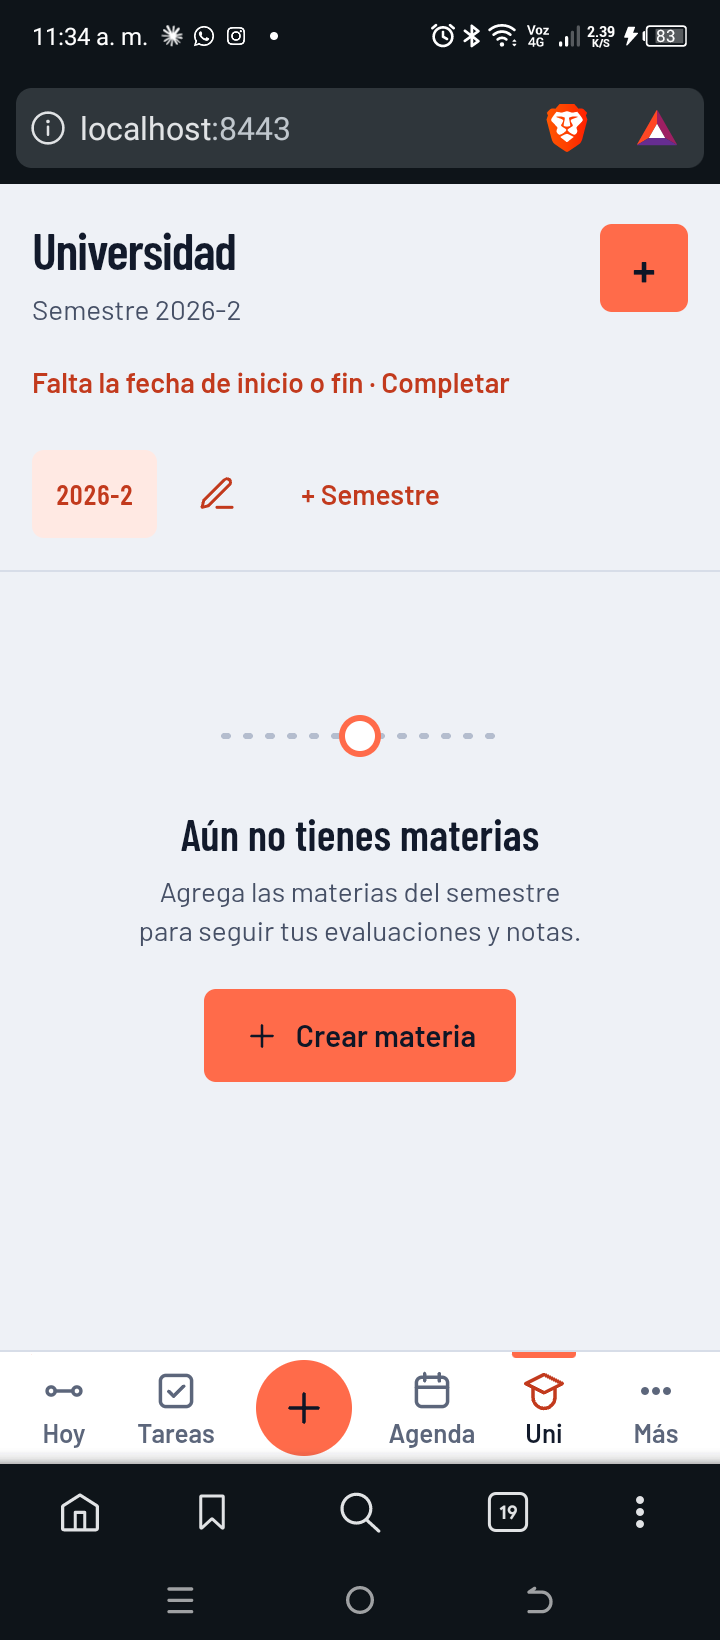 11:34 a. m.
Voz 4G
2.39 K/S
83
localhost:8443
Universidad
+
Semestre 2026-2
Falta la fecha de inicio o fin · Completar
2026-2
+ Semestre
Aún no tienes materias
Agrega las materias del semestre
para seguir tus evaluaciones y notas.
+ Crear materia
Hoy
Tareas
+
Agenda
Uni
Más
19